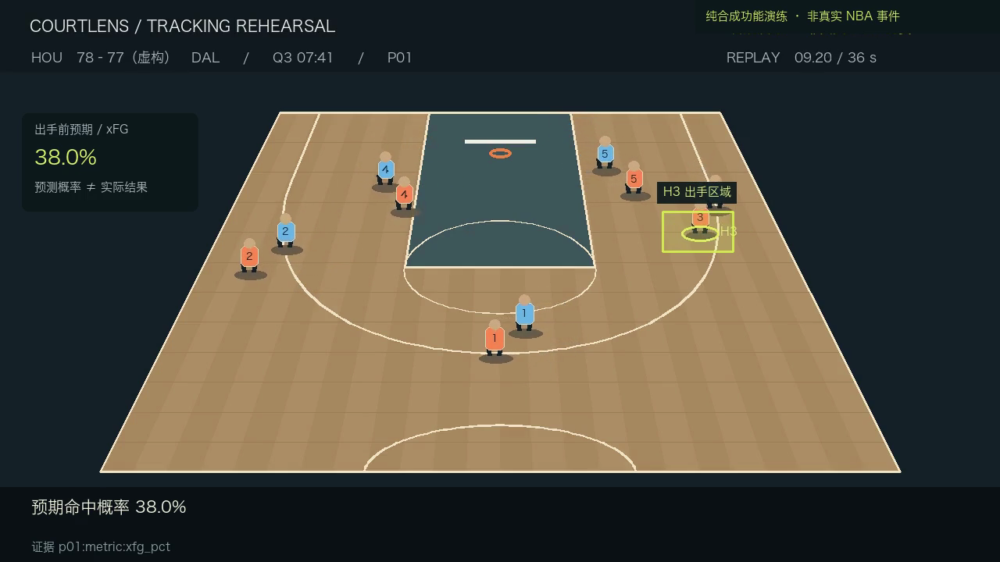 COURTLENS / TRACKING REHEARSAL
纯合成功能演练 · 非真实 NBA 事件
HOU 78 - 77（虚构） DAL / Q3 07:41 / P01
REPLAY 09.20 / 36 s
出手前预期 / xFG
38.0%
预测概率 ≠ 实际结果
4
5
4
5
H3 出手区域
3
H3
2
2
1
1
预期命中概率 38.0%
证据 p01:metric:xfg_pct